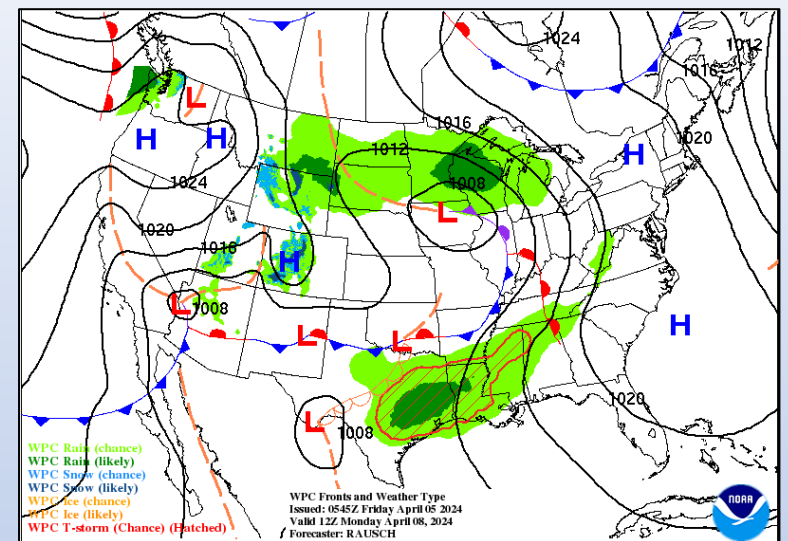 1024
1012
1016
1016
1020
1012
H
L
H
1008
H
1024
L
1020
1016
H
L
1008
H
L
L
1020
L
1008
WPC Rain (chance)
WPC Rain (likely)
WPC Snow (chance)
WPC Snow (likely)
WPC Ice (chance)
WPC Ice (likely)
WPC T-storm (Chance) (Hatched)
WPC Fronts and Weather Type
Issued: 0545Z Friday April 05 2024
Valid 12Z Monday April 08, 2024
Forecaster: RAUSCH
NOAA